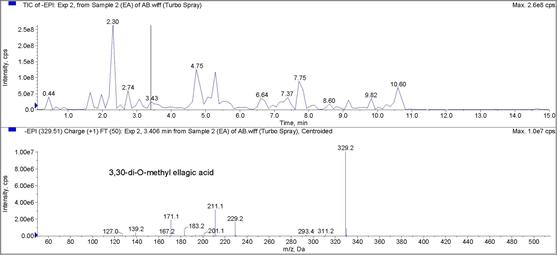 TIC of -EPI: Exp 2, from Sample 2 (EA) of AB.wiff (Turbo Spray) Max. 2.6e8 cps
Intensity, cps
2.5e8
2.0e8
1.5e8
1.0e8
5.0e7
0.0
0.44 2.30 2.74 3.43 4.75 6.64 7.37 7.75 8.60 9.82 10.60
1.0 2.0 3.0 4.0 5.0 6.0 7.0 8.0 9.0 10.0 11.0 12.0 13.0 14.0 15.0
Time, min
-EPI (329.51) Charge (+1) FT (50): Exp 2, 3.406 min from Sample 2 (EA) of AB.wiff (Turbo Spray), Centroided Max. 1.0e7 cps
Intensity, cps
1.00e7
8.00e6
6.00e6
4.00e6
2.00e6
0.00
3,30-di-O-methyl ellagic acid
127.0 139.2 167.2 171.1 183.2 201.1 211.1 229.2 293.4 311.2 329.2
60 80 100 120 140 160 180 200 220 240 260 280 300 320 340 360 380 400 420 440 460 480 500
m/z, Da